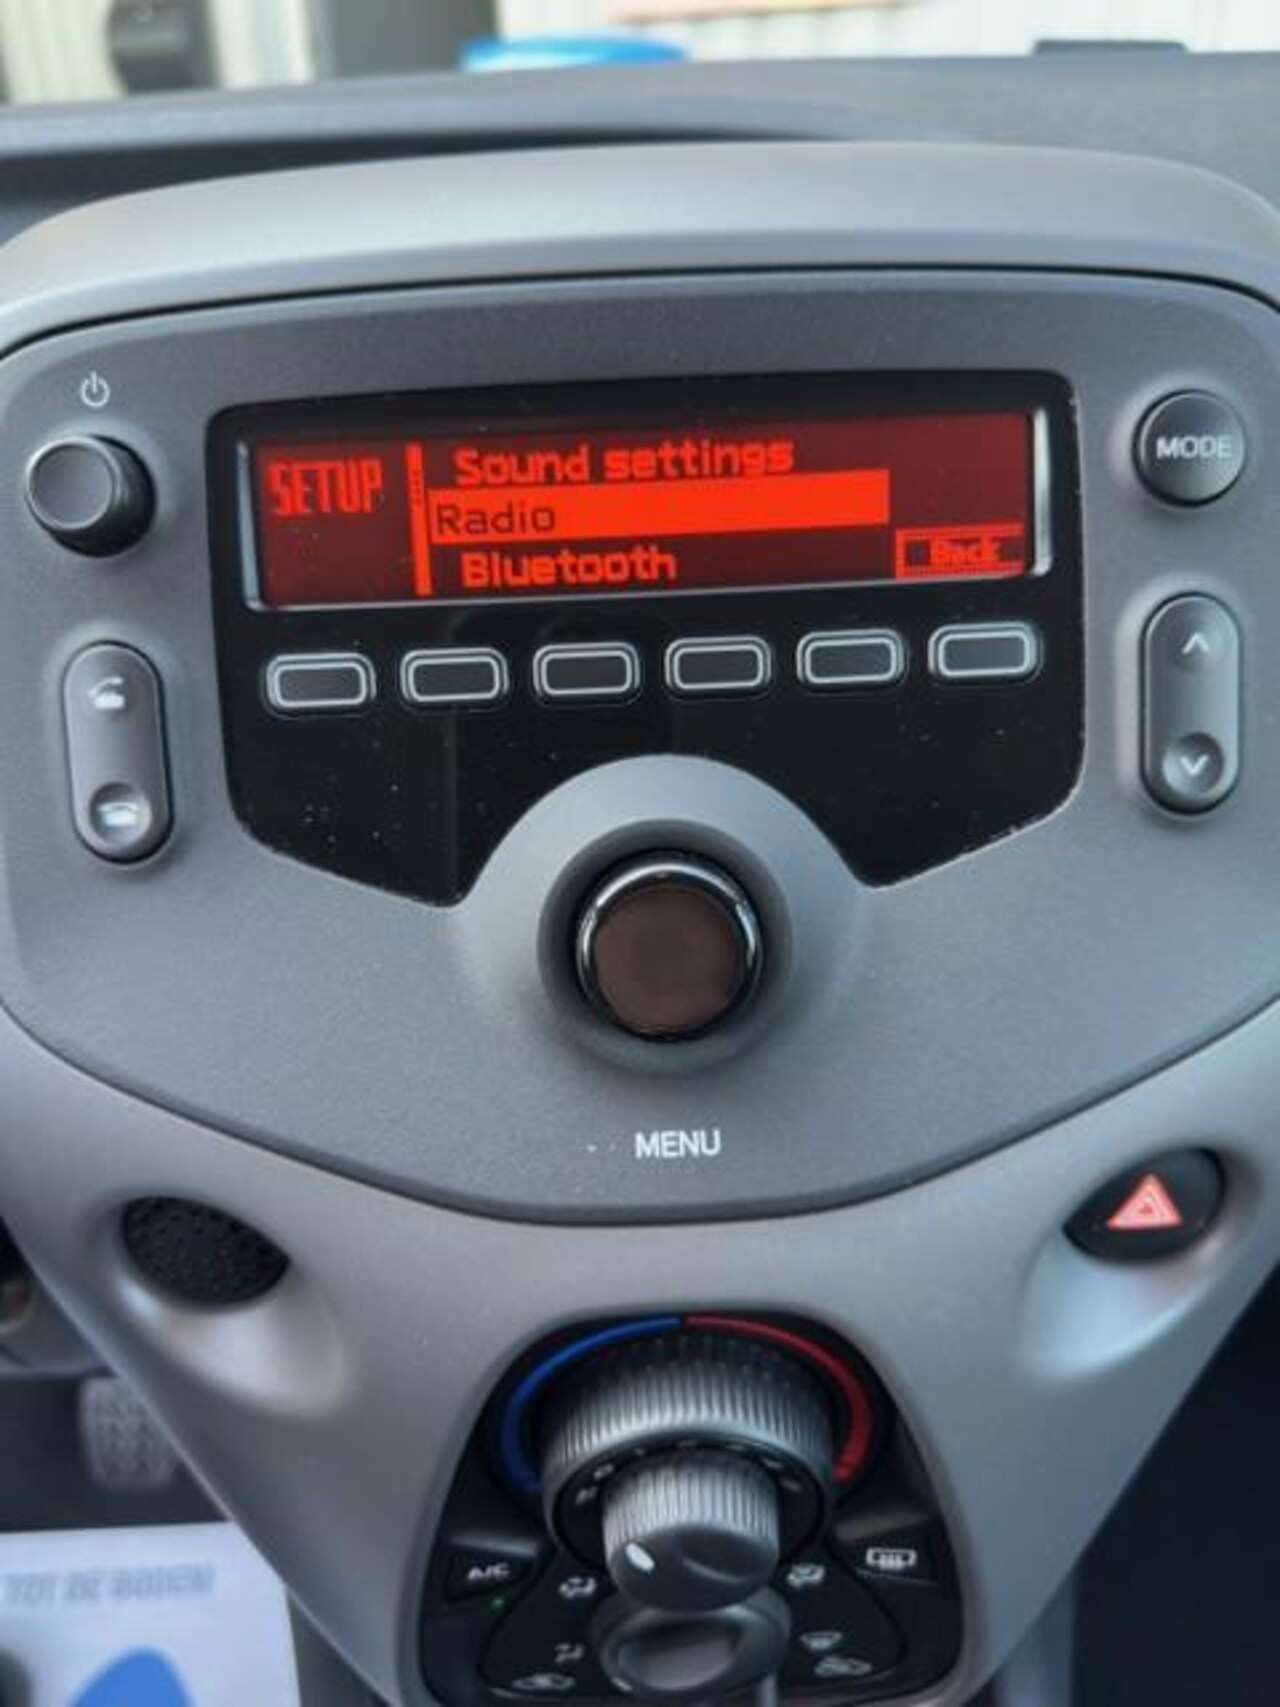 MODE
SETUP
Sound settings
Radio
Bluetooth
Back
MENU
A/C